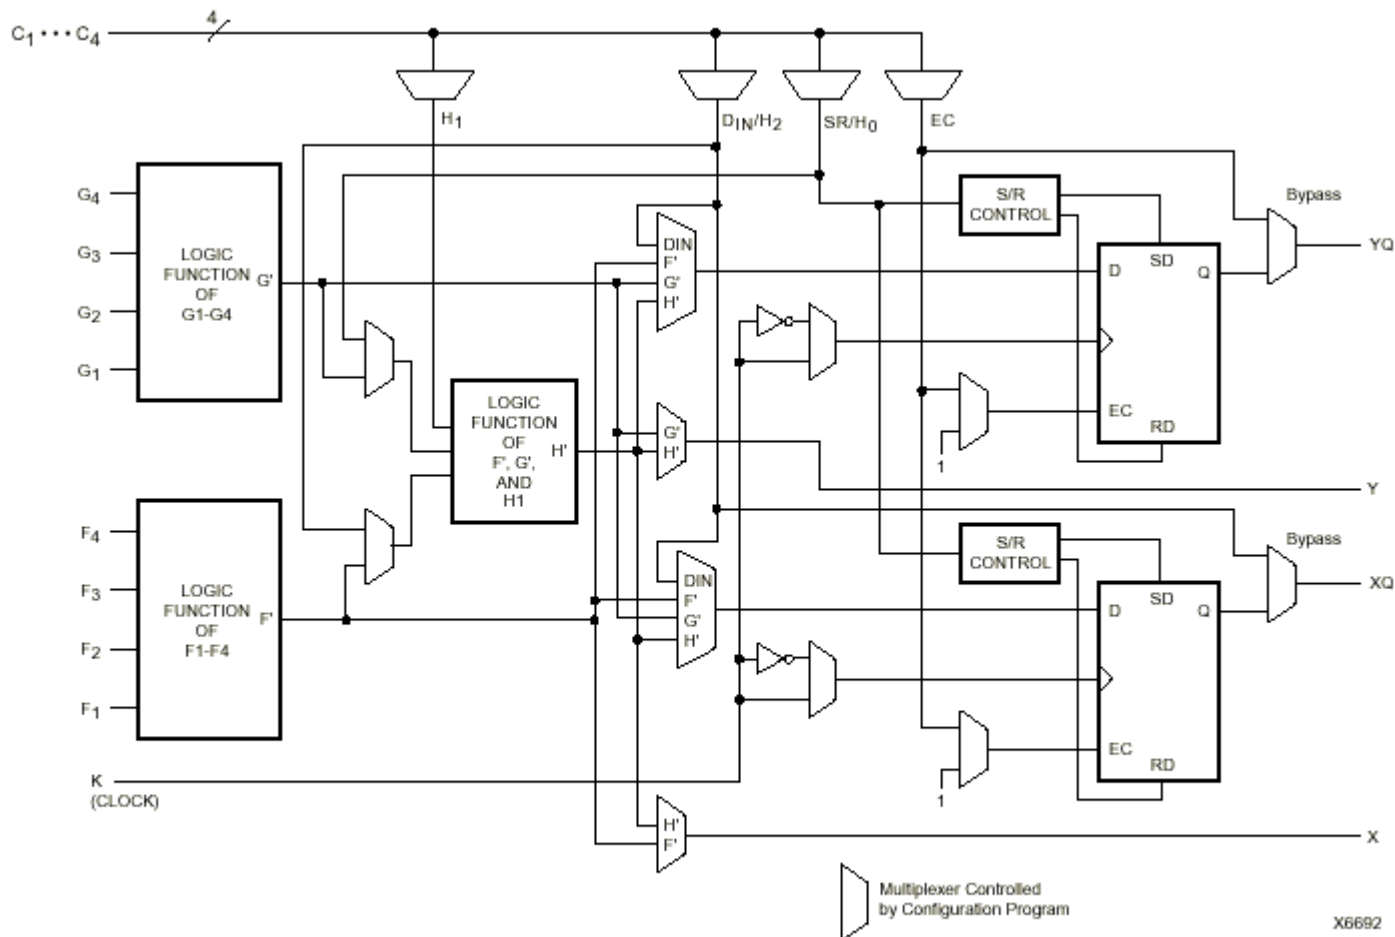 4
C1 • • • C4
H1
DIN/H2
SR/H0
EC
G4
G3
G2
G1
LOGIC
FUNCTION
OF
G1-G4
G'
S/R
CONTROL
Bypass
DIN
F'
G'
H'
D
SD
Q
YQ
EC
RD
1
LOGIC
FUNCTION
OF
F', G',
AND
H1
H'
G'
H'
Y
F4
F3
F2
F1
LOGIC
FUNCTION
OF
F1-F4
F'
S/R
CONTROL
Bypass
DIN
F'
G'
H'
D
SD
Q
XQ
EC
RD
1
K
(CLOCK)
H'
F'
X
Multiplexer Controlled
by Configuration Program
X6692